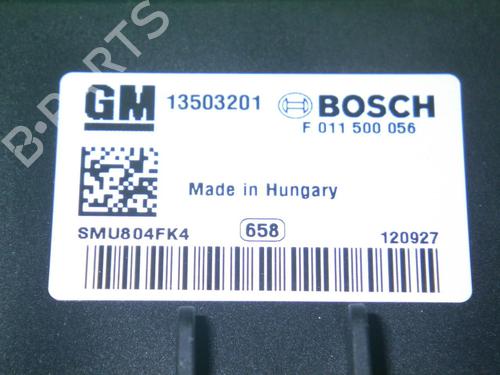 GM 13503201 BOSCH
F 011 500 056
Made in Hungary
SMU804FK4 658 120927
B-PARTS